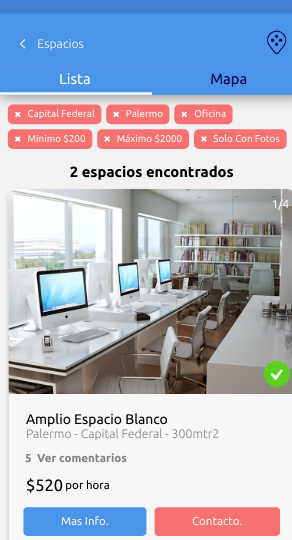 Espacios
Lista Mapa
× Capital Federal × Palermo × Oficina
× Minimo $200 × Máximo $2000 × Solo Con Fotos
2 espacios encontrados
1/4
Amplio Espacio Blanco
Palermo - Capital Federal - 300mtr2
5 Ver comentarios
$520 por hora
Mas Info. Contacto.